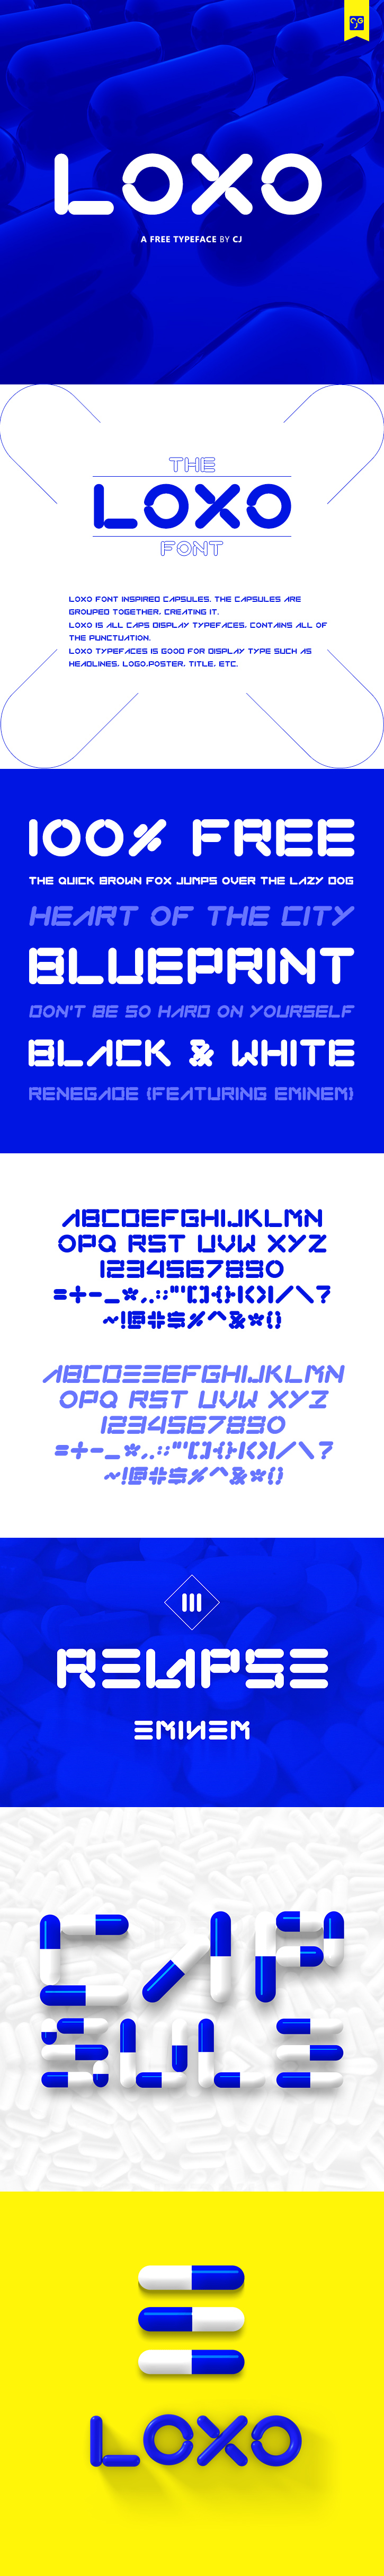 LOXO
A FREE TYPEFACE BY CJ
THE
LOXO
FONT
LOXO FONT INSPIRED CAPSULES. THE CAPSULES ARE
GROUPED TOGETHER, CREATING IT.
LOXO IS ALL CAPS DISPLAY TYPEFACES, CONTAINS ALL OF
THE PUNCTUATION.
LOXO TYPEFACES IS GOOD FOR DISPLAY TYPE SUCH AS
HEADLINES, LOGO,POSTER, TITLE, ETC.
100% FREE
THE QUICK BROWN FOX JUMPS OVER THE LAZY DOG
HEART OF THE CITY
BLUEPRINT
DON'T BE SO HARD ON YOURSELF
BLACK & WHITE
RENEGADE (FEATURING EMINEM)
ABCDEFGHIJKLMN
OPQ RST UVW XYZ
1234567890
=+-_*,.:;"'[]{}|<>|/\?
~!@#$%^&*()
ABCDEEEFGHIJKLMN
OPQ RST UVW XYZ
1234567890
=+-_*,.:;"'[]{}|<>|/\?
~!@#$%^&*()
RELAPSE
EMINEM
CAP
SULE
LOXO